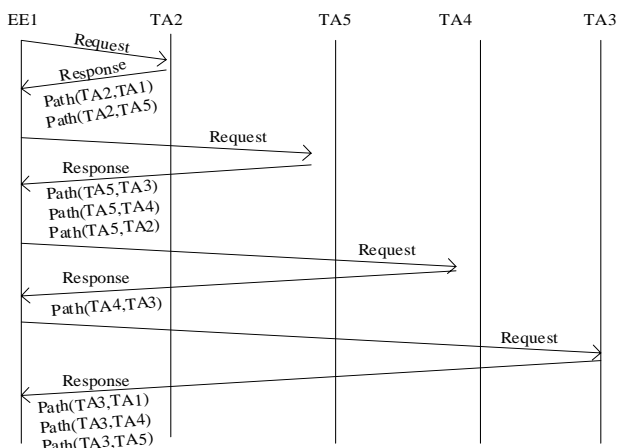 EE1 TA2 TA5 TA4 TA3
Request
Response
Path(TA2,TA1)
Path(TA2,TA5)
Request
Response
Path(TA5,TA3)
Path(TA5,TA4)
Path(TA5,TA2)
Request
Response
Path(TA4,TA3)
Request
Response
Path(TA3,TA1)
Path(TA3,TA4)
Path(TA3,TA5)